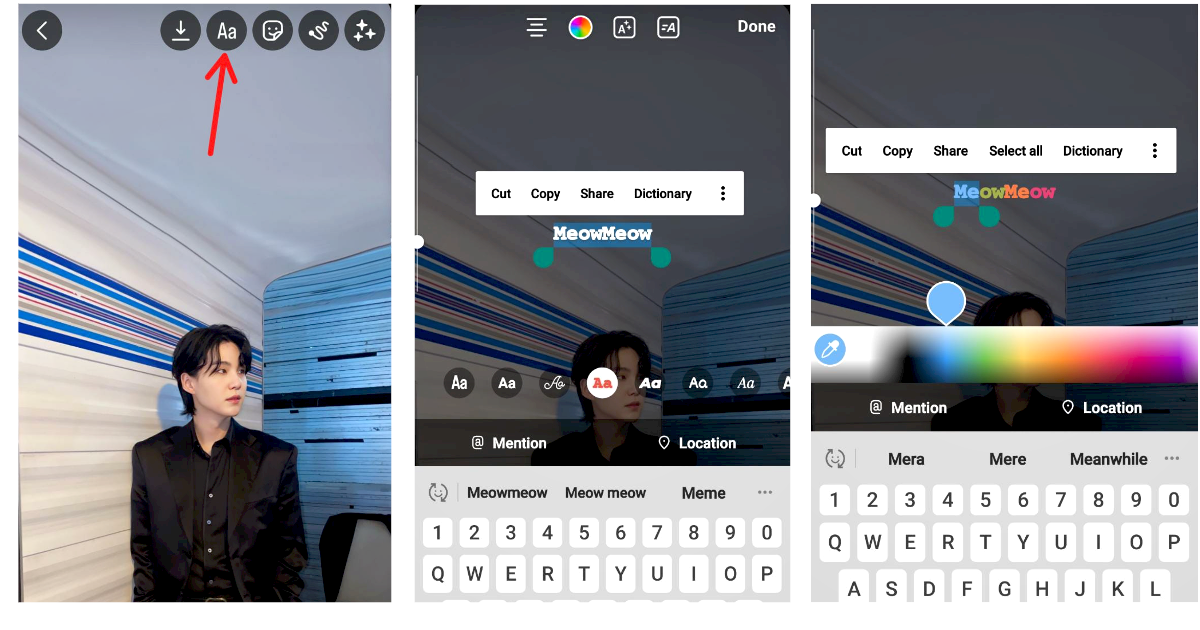 Aa
Done
A
=A
Cut Copy Share Dictionary
MeowMeow
Aa Aa Aa Aa Aa Aa Aa A
@ Mention Location
Meowmeow Meow meow Meme
1 2 3 4 5 6 7 8 9 0
Q W E R T Y U I O P
Cut Copy Share Select all Dictionary
MeowMeow
@ Mention Location
Mera Mere Meanwhile
1 2 3 4 5 6 7 8 9 0
Q W E R T Y U I O P
A S D F G H J K L